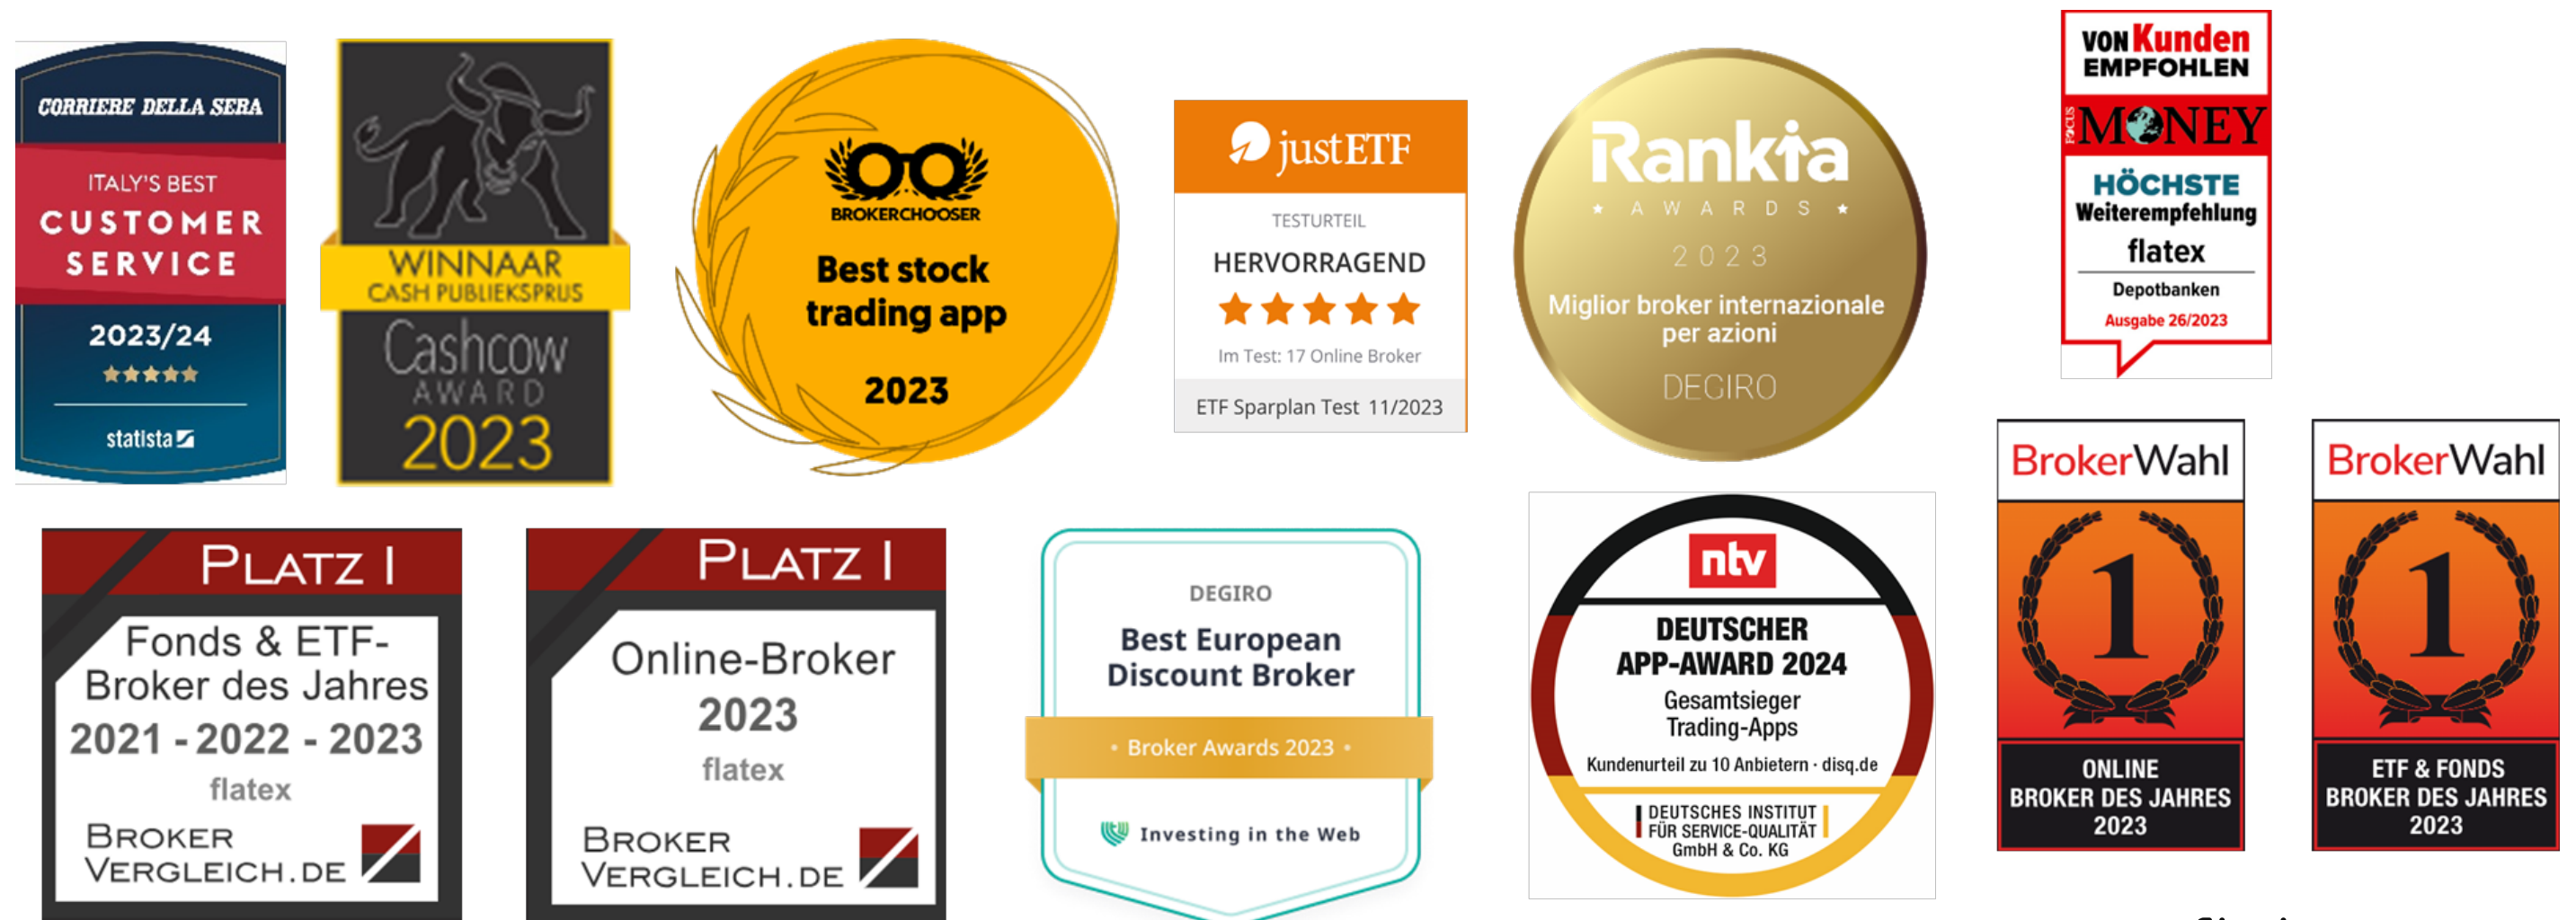 CORRIERE DELLA SERA
ITALY'S BEST
CUSTOMER
SERVICE
2023/24
statista
WINNAAR
CASH PUBLIEKSPRIJS
Cashcow
AWARD
2023
BROKERCHOOSER
Best stock
trading app
2023
justETF
TESTURTEIL
HERVORRAGEND
Im Test: 17 Online Broker
ETF Sparplan Test 11/2023
Rankia
AWARDS
2023
Miglior broker internazionale
per azioni
DEGIRO
VON Kunden
EMPFOHLEN
FOCUS
MONEY
HÖCHSTE
Weiterempfehlung
flatex
Depotbanken
Ausgabe 26/2023
PLATZ 1
Fonds & ETF-
Broker des Jahres
2021 - 2022 - 2023
flatex
BROKER
VERGLEICH.DE
PLATZ 1
Online-Broker
2023
flatex
BROKER
VERGLEICH.DE
DEGIRO
Best European
Discount Broker
• Broker Awards 2023 •
Investing in the Web
ntv
DEUTSCHER
APP-AWARD 2024
Gesamtsieger
Trading-Apps
Kundenurteil zu 10 Anbietern · disq.de
DEUTSCHES INSTITUT
FÜR SERVICE-QUALITÄT
GmbH & Co. KG
BrokerWahl
1
ONLINE
BROKER DES JAHRES
2023
BrokerWahl
1
ETF & FONDS
BROKER DES JAHRES
2023